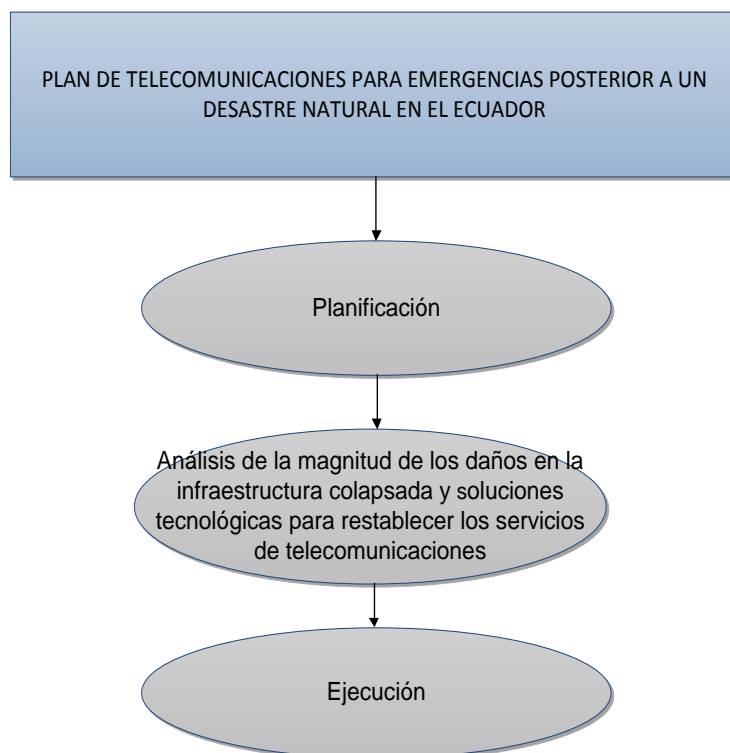 PLAN DE TELECOMUNICACIONES PARA EMERGENCIAS POSTERIOR A UN
DESASTRE NATURAL EN EL ECUADOR
Planificación
Análisis de la magnitud de los daños en la
infraestructura colapsada y soluciones
tecnológicas para restablecer los servicios
de telecomunicaciones
Ejecución